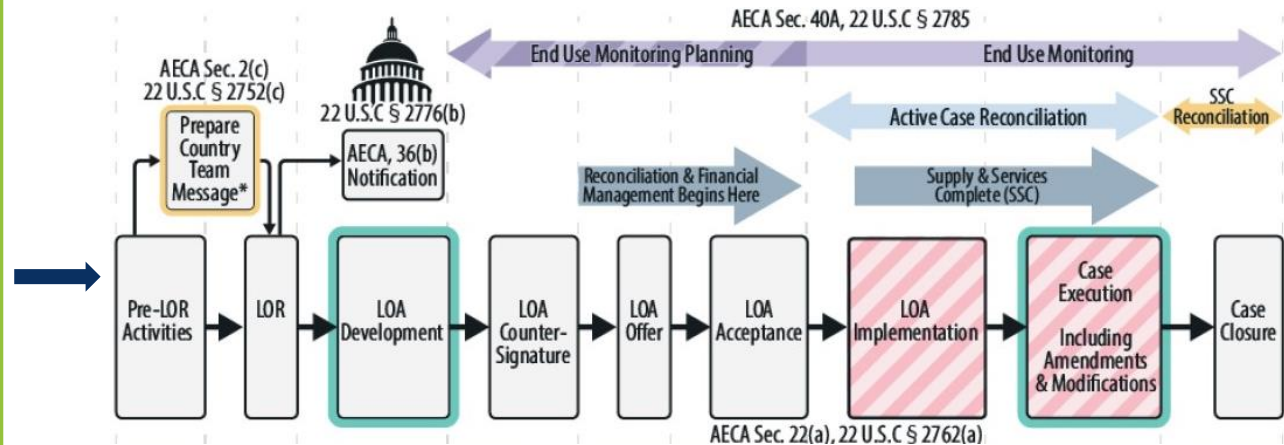 AECA Sec. 40A, 22 U.S.C § 2785
End Use Monitoring Planning
End Use Monitoring
AECA Sec. 2(c)
22 U.S.C § 2752(c)
Prepare
Country
Team
Message*
22 U.S.C § 2776(b)
AECA, 36(b)
Notification
Active Case Reconciliation
SSC
Reconciliation
Reconciliation & Financial
Management Begins Here
Supply & Services
Complete (SSC)
Pre-LOR
Activities
LOR
LOA
Development
LOA
Counter-
Signature
LOA
Offer
LOA
Acceptance
LOA
Implementation
Case
Execution
Including
Amendments
& Modifications
Case
Closure
AECA Sec. 22(a), 22 U.S.C § 2762(a)